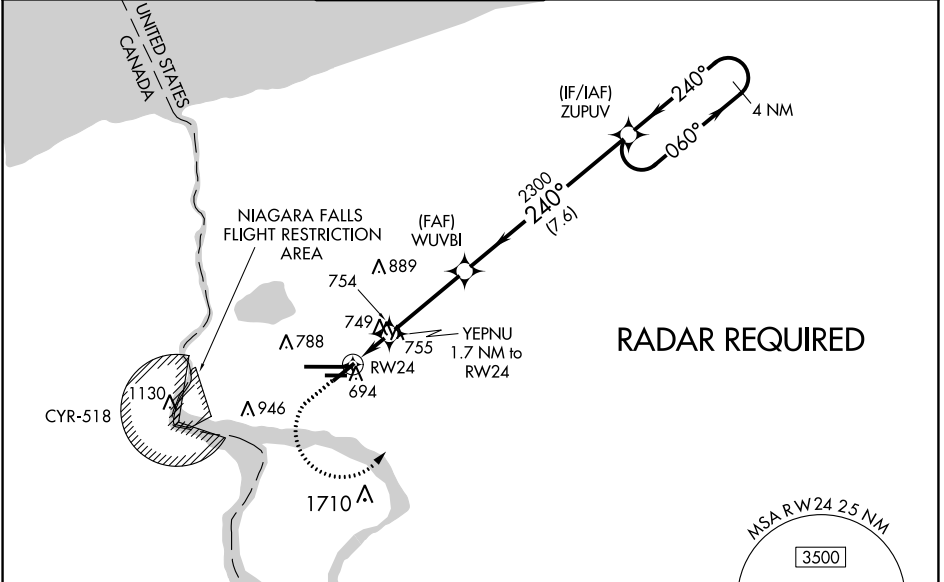 UNITED STATES
CANADA
(IF/IAF)
ZUPUV
240°
060°
4 NM
2300
240°
(7.6)
NIAGARA FALLS
FLIGHT RESTRICTION
AREA
(FAF)
WUVBI
889
754
749
755
YEPNU
1.7 NM to
RW24
788
RW24
694
RADAR REQUIRED
1130
CYR-518
946
1710
MSA RW24 25 NM
3500